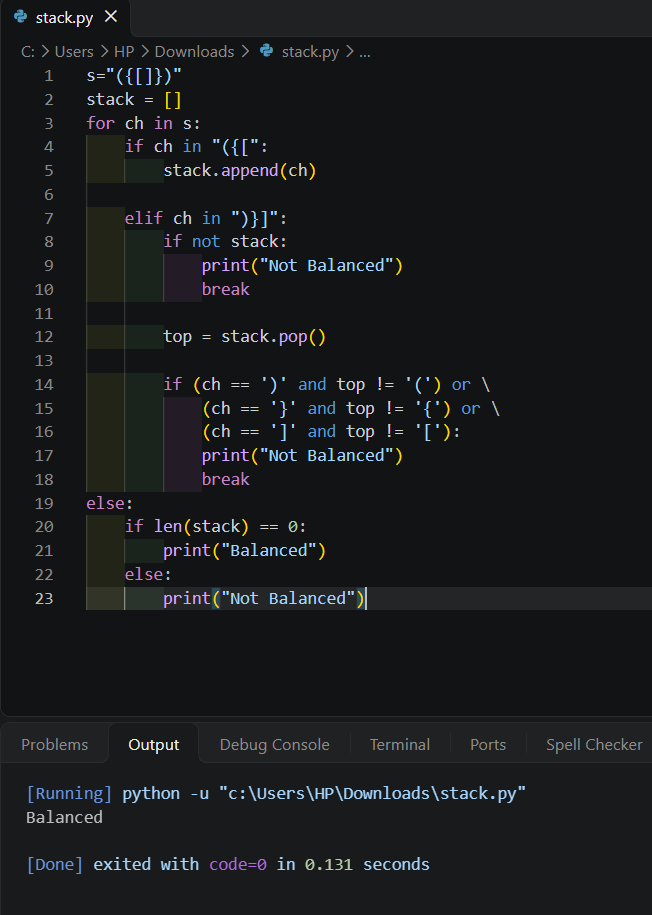 stack.py ×
C: > Users > HP > Downloads > stack.py > ...
1 s="({[]})"
2 stack = []
3 for ch in s:
4     if ch in "({[":
5         stack.append(ch)
6
7     elif ch in ")}]":
8         if not stack:
9             print("Not Balanced")
10             break
11
12         top = stack.pop()
13
14         if (ch == ')' and top != '(') or \
15             (ch == '}' and top != '{') or \
16             (ch == ']' and top != '['):
17             print("Not Balanced")
18             break
19 else:
20     if len(stack) == 0:
21         print("Balanced")
22     else:
23         print("Not Balanced")
Problems Output Debug Console Terminal Ports Spell Checker
[Running] python -u "c:\Users\HP\Downloads\stack.py"
Balanced
[Done] exited with code=0 in 0.131 seconds